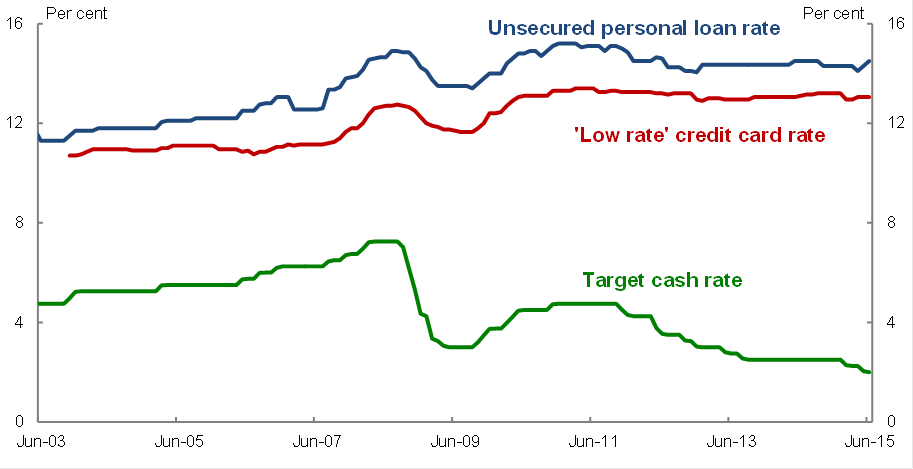 Per cent
Per cent
Unsecured personal loan rate
'Low rate' credit card rate
Target cash rate
16
16
12
12
8
8
4
4
0
0
Jun-03
Jun-05
Jun-07
Jun-09
Jun-11
Jun-13
Jun-15